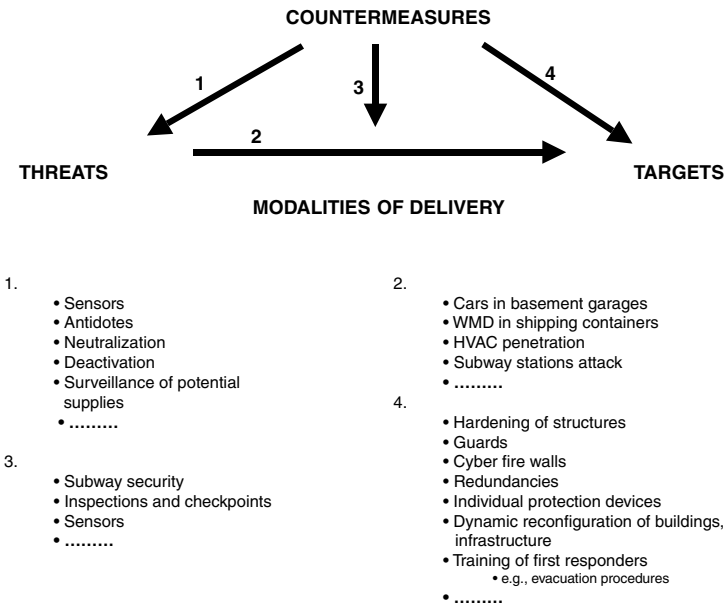 COUNTERMEASURES
1
3
4
2
THREATS
TARGETS
MODALITIES OF DELIVERY
1.
• Sensors
• Antidotes
• Neutralization
• Deactivation
• Surveillance of potential
supplies
• .........
3.
• Subway security
• Inspections and checkpoints
• Sensors
• .........
2.
• Cars in basement garages
• WMD in shipping containers
• HVAC penetration
• Subway stations attack
• .........
4.
• Hardening of structures
• Guards
• Cyber fire walls
• Redundancies
• Individual protection devices
• Dynamic reconfiguration of buildings,
infrastructure
• Training of first responders
• e.g., evacuation procedures
• .........